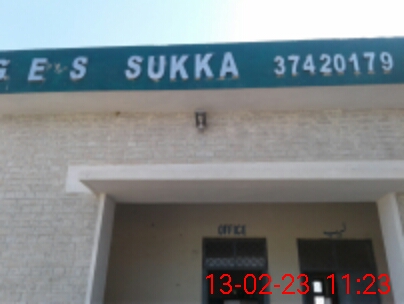 G E S SUKKA 37420179
OFFICE
13-02-23 11:23